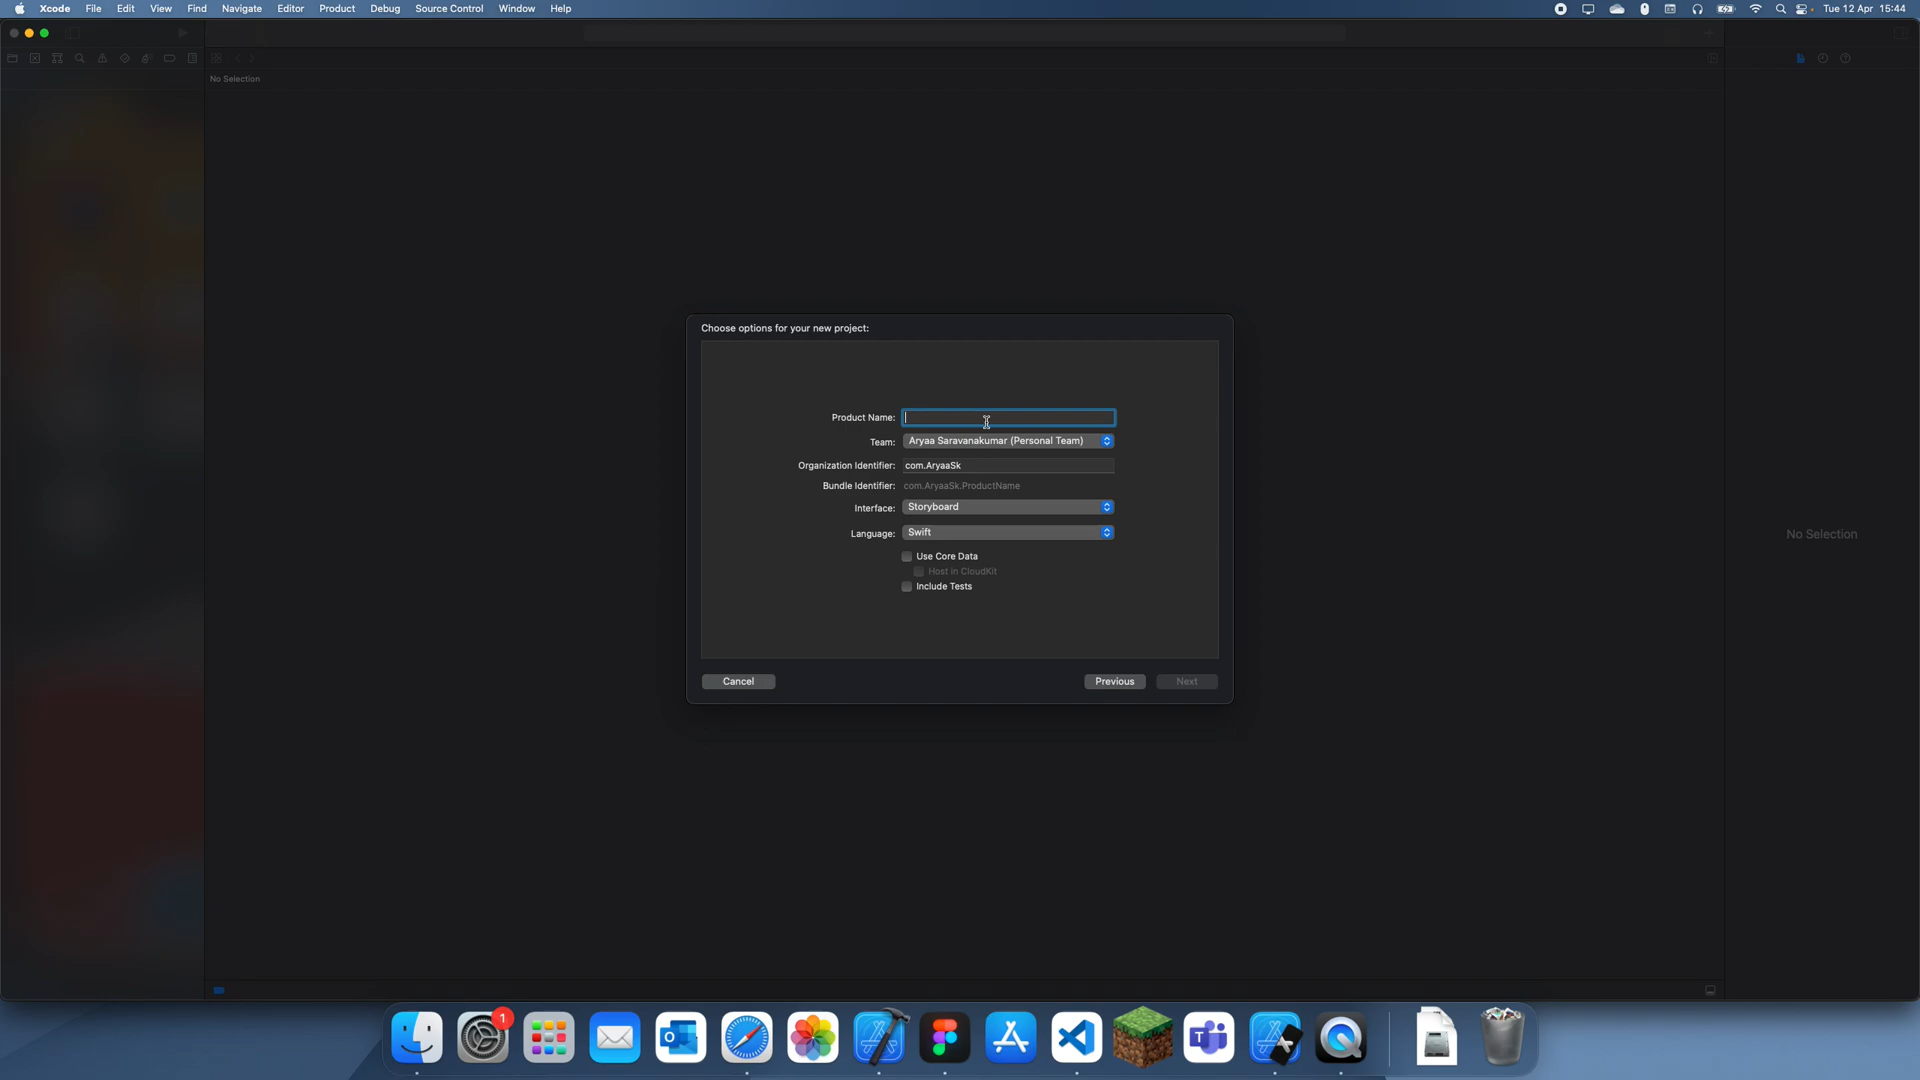 Xcode File Edit View Find Navigate Editor Product Debug Source Control Window Help Tue 12 Apr 15:44
No Selection
Choose options for your new project:
Product Name:
Team: Aryaa Saravanakumar (Personal Team)
Organization Identifier: com.AryaaSk
Bundle Identifier: com.AryaaSk.ProductName
Interface: Storyboard
No Selection
Language: Swift
Use Core Data
Host in CloudKit
Include Tests
Cancel Previous Next
1